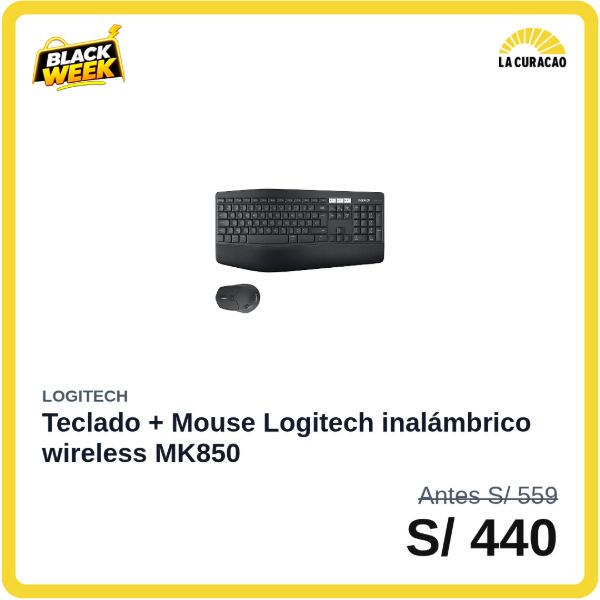 BLACK
WEEK
LA CURACAO
LOGITECH
Teclado + Mouse Logitech inalámbrico
wireless MK850
Antes S/ 559
S/ 440